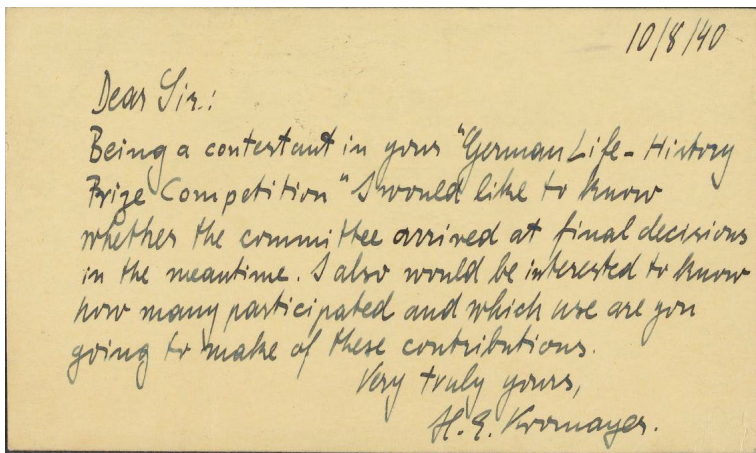 10/8/40
Dear Sir.:
Being a contestant in your "German Life-History
Prize Competition" I would like to know
whether the committee arrived at final decisions
in the meantime. I also would be interested to know
how many participated and which use are you
going to make of these contributions.
Very truly yours,
H. E. Kromayer.